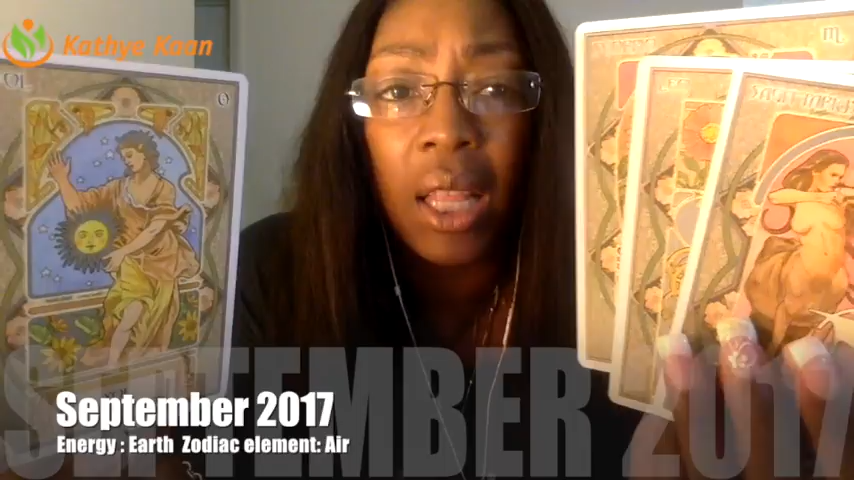 Kathye Kaan
SEPTEMBER 2017
September 2017
Energy : Earth  Zodiac element: Air